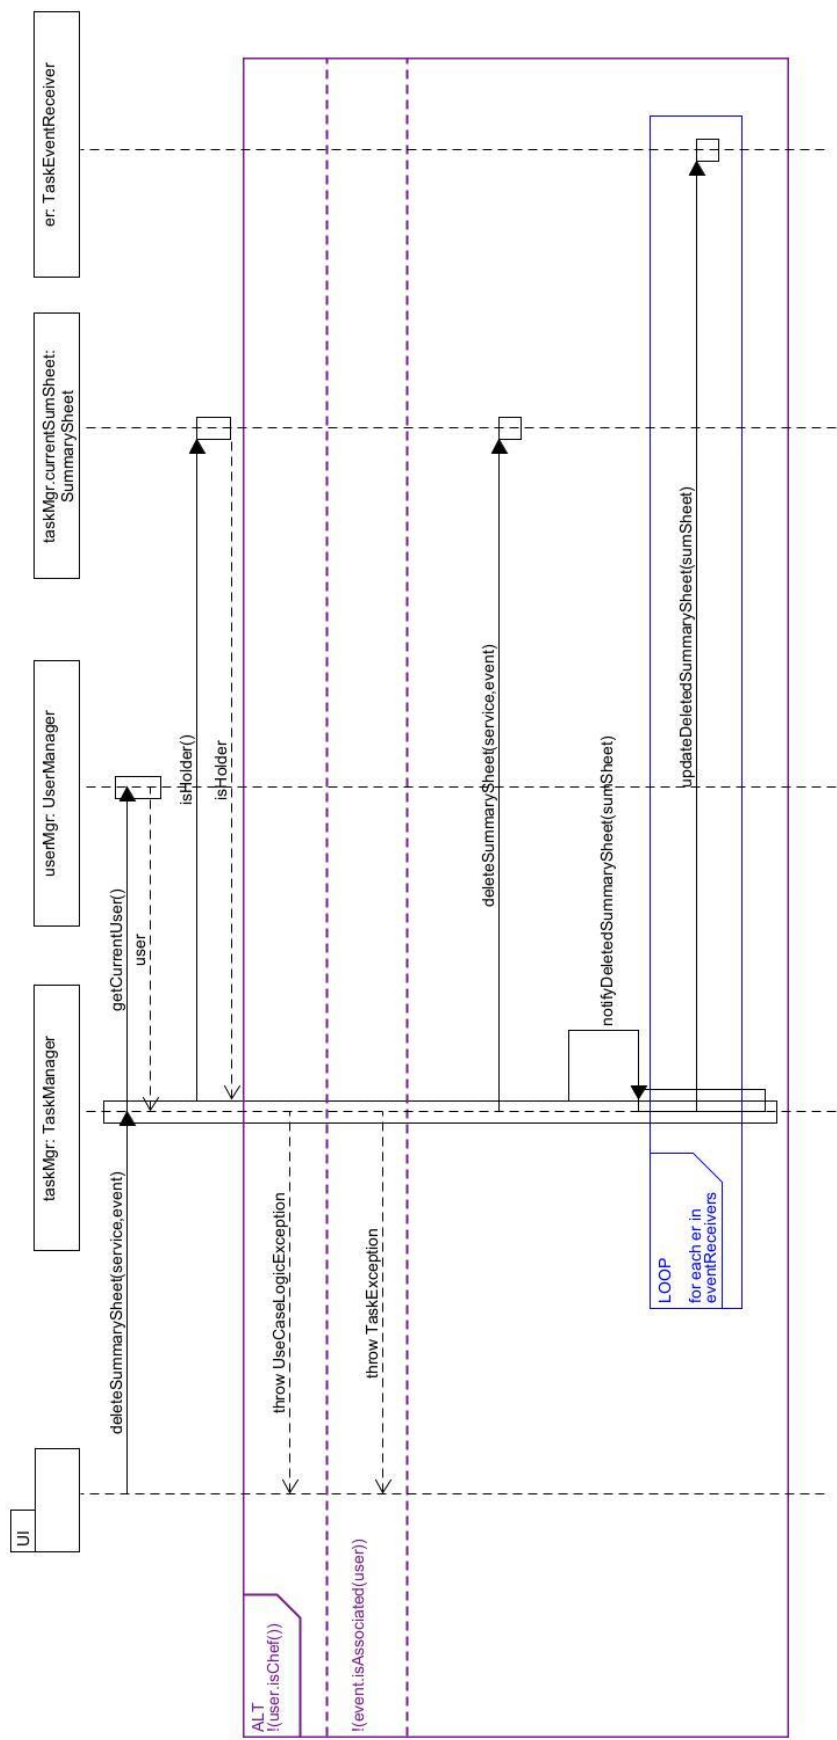 UI
taskMgr: TaskManager
userMgr: UserManager
taskMgr.currentSumSheet:
SummarySheet
er: TaskEventReceiver
deleteSummarySheet(service,event)
getCurrentUser()
user
isHolder()
isHolder
ALT
!(user.isChef())
throw UseCaseLogicException
!(event.isAssociated(user))
throw TaskException
deleteSummarySheet(service,event)
notifyDeletedSummarySheet(sumSheet)
LOOP
for each er in
eventReceivers
updateDeletedSummarySheet(sumSheet)